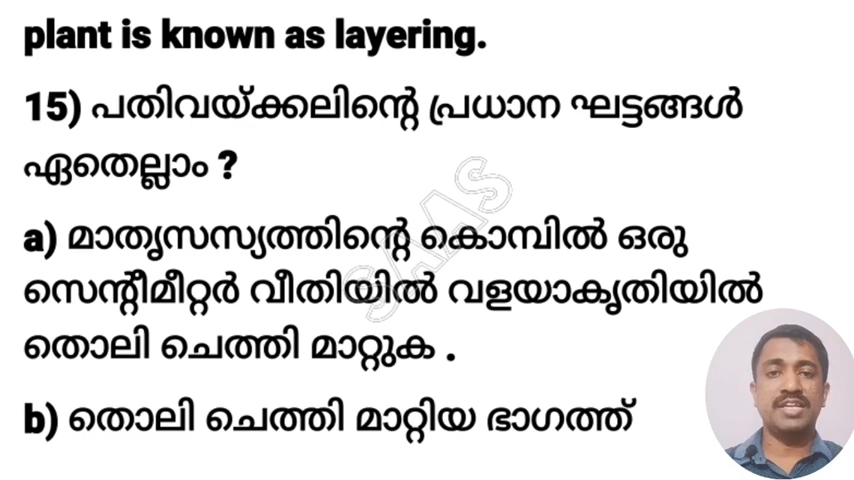 plant is known as layering.
15) പതിവയ്ക്കലിന്റെ പ്രധാന ഘട്ടങ്ങൾ
ഏതെല്ലാം ?
a) മാതൃസസ്യത്തിന്റെ കൊമ്പിൽ ഒരു
സെന്റീമീറ്റർ വീതിയിൽ വളയാകൃതിയിൽ
തൊലി ചെത്തി മാറ്റുക .
b) തൊലി ചെത്തി മാറ്റിയ ഭാഗത്ത്
SAAS